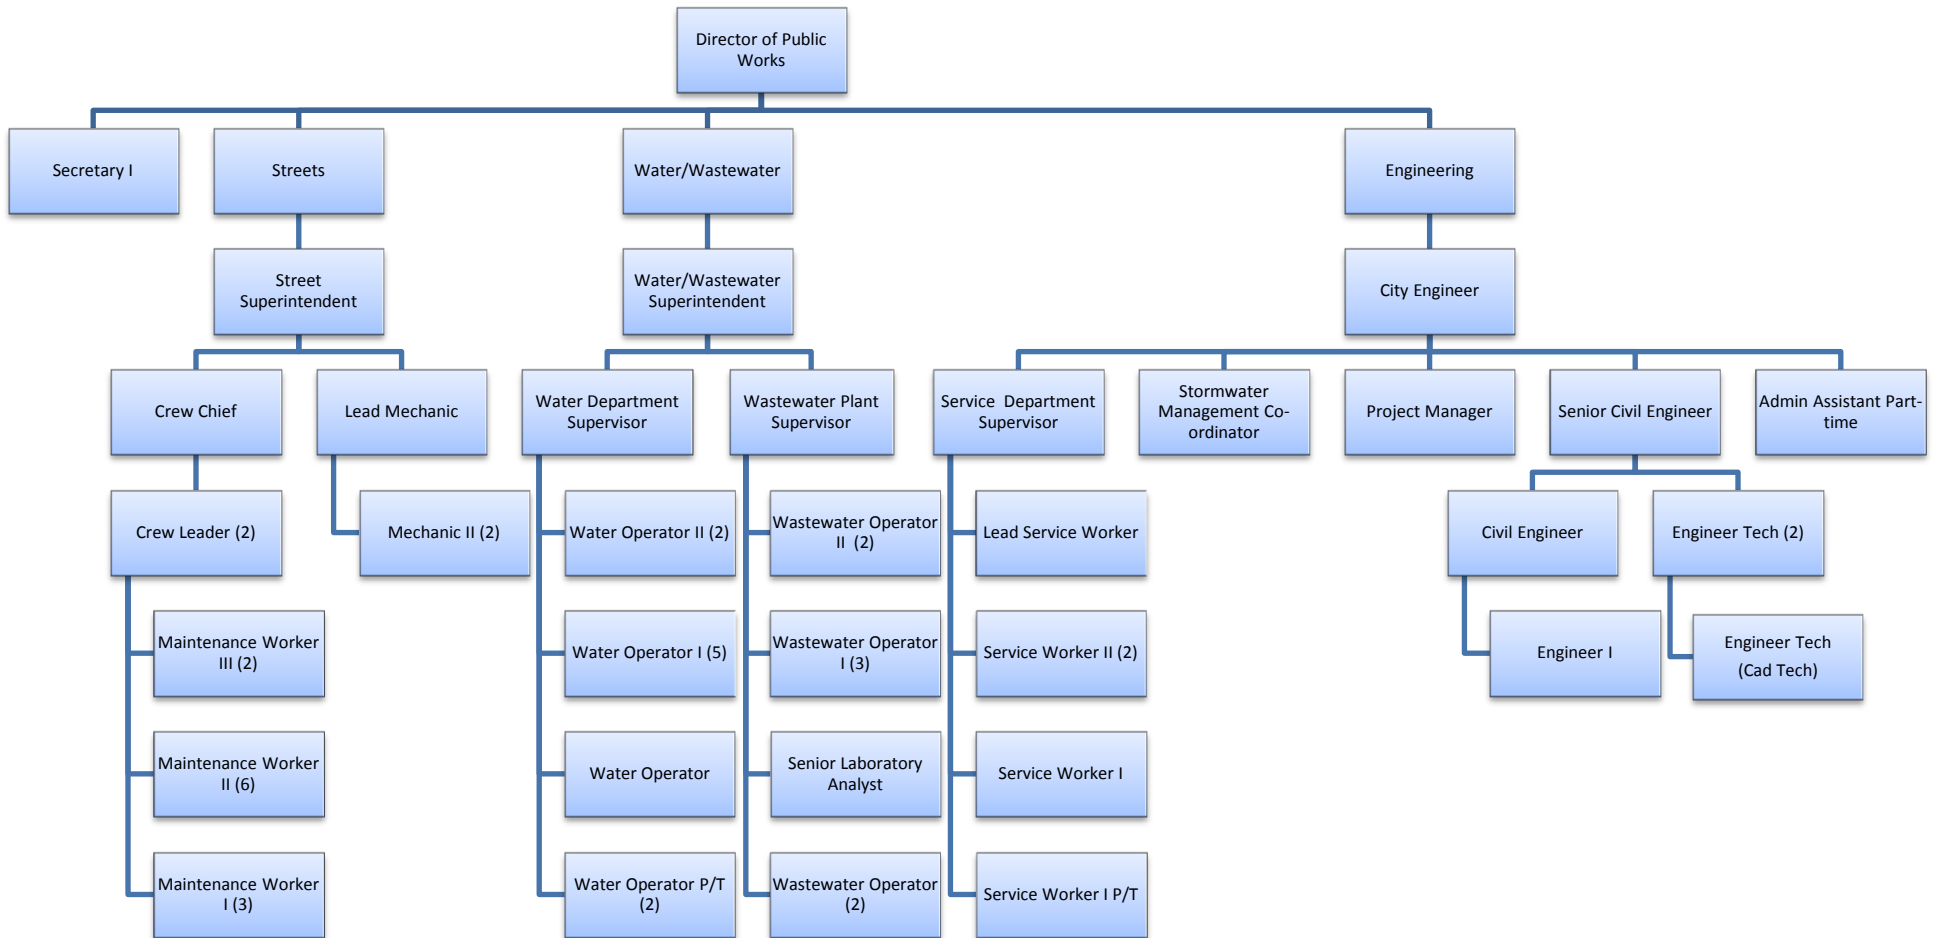 Director of Public
Works
Secretary I
Streets
Water/Wastewater
Engineering
Street
Superintendent
Water/Wastewater
Superintendent
City Engineer
Crew Chief
Lead Mechanic
Water Department
Supervisor
Wastewater Plant
Supervisor
Service  Department
Supervisor
Stormwater
Management Co-
ordinator
Project Manager
Senior Civil Engineer
Admin Assistant Part-
time
Crew Leader (2)
Mechanic II (2)
Water Operator II (2)
Wastewater Operator
II  (2)
Lead Service Worker
Civil Engineer
Engineer Tech (2)
Maintenance Worker
III (2)
Water Operator I (5)
Wastewater Operator
I (3)
Service Worker II (2)
Engineer I
Engineer Tech
(Cad Tech)
Maintenance Worker
II (6)
Water Operator
Senior Laboratory
Analyst
Service Worker I
Maintenance Worker
I (3)
Water Operator P/T
(2)
Wastewater Operator
(2)
Service Worker I P/T